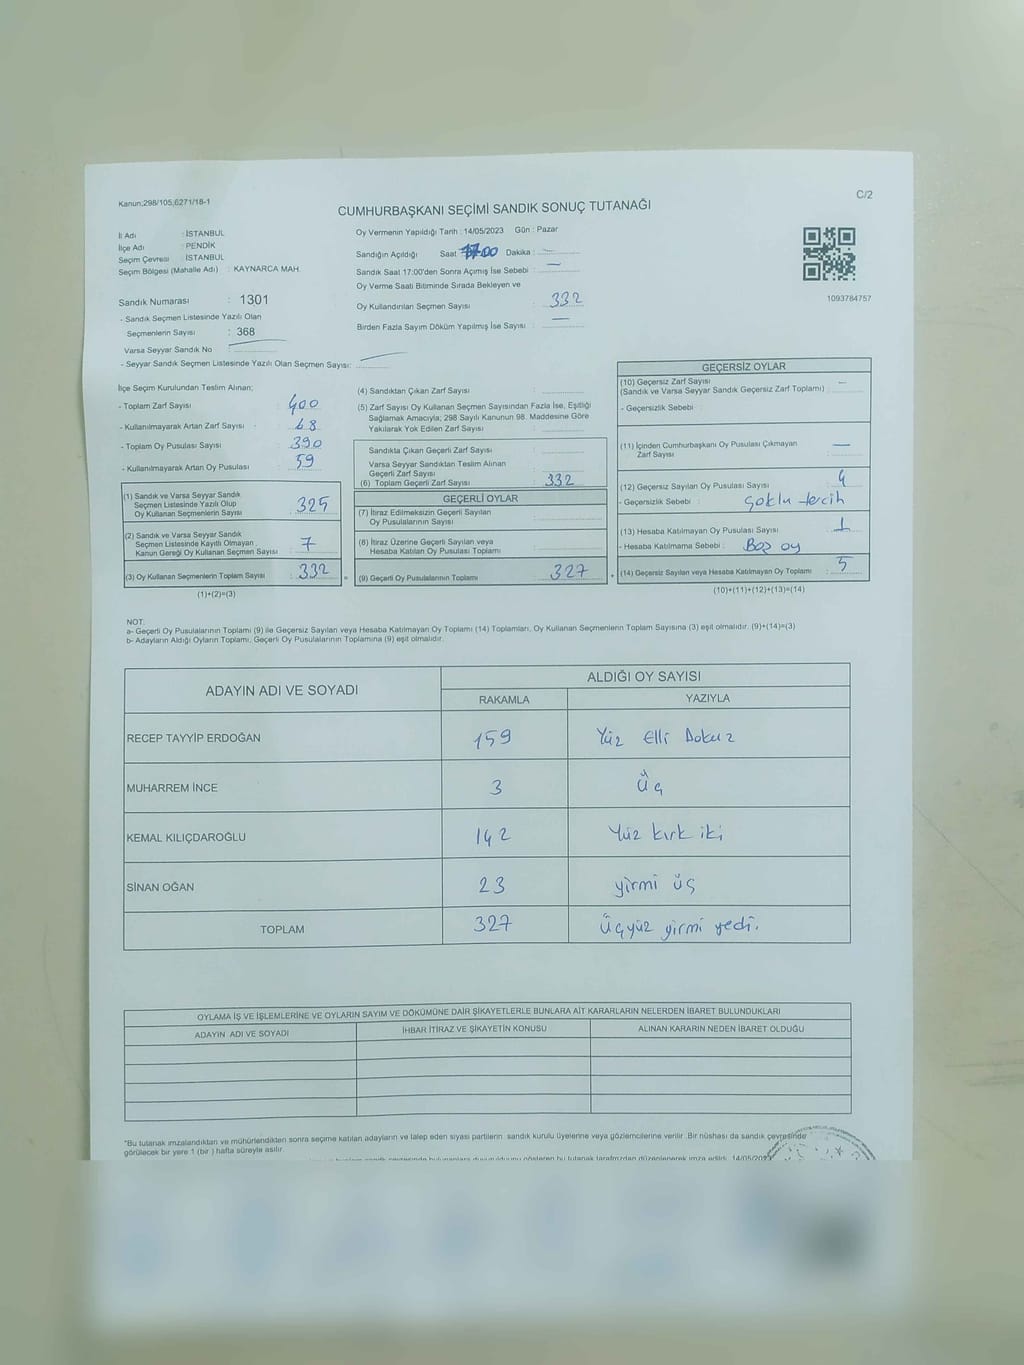 Kanun;298/105,6271/18-1
C/2
CUMHURBAŞKANI SEÇİMİ SANDIK SONUÇ TUTANAĞI
İl Adı : İSTANBUL
İlçe Adı : PENDİK
Seçim Çevresi : İSTANBUL
Seçim Bölgesi (Mahalle Adı) : KAYNARCA MAH.
Sandık Numarası : 1301
- Sandık Seçmen Listesinde Yazılı Olan
Seçmenlerin Sayısı : 368
Varsa Seyyar Sandık No :
- Seyyar Sandık Seçmen Listesinde Yazılı Olan Seçmen Sayısı:
Oy Vermenin Yapıldığı Tarih : 14/05/2023 Gün : Pazar
Sandığın Açıldığı Saat 17.00 Dakika : —
Sandık Saat 17:00'den Sonra Açımış İse Sebebi : —
Oy Verme Saati Bitiminde Sırada Bekleyen ve
Oy Kullandırılan Seçmen Sayısı : 332
Birden Fazla Sayım Döküm Yapılmış İse Sayısı : —
1093784757
İlçe Seçim Kurulundan Teslim Alınan;
- Toplam Zarf Sayısı : 400
- Kullanılmayarak Artan Zarf Sayısı : 68
- Toplam Oy Pusulası Sayısı : 390
- Kullanılmayarak Artan Oy Pusulası : 59
(1) Sandık ve Varsa Seyyar Sandık
Seçmen Listesinde Yazılı Olup
Oy Kullanan Seçmenlerin Sayısı : 325
(2) Sandık ve Varsa Seyyar Sandık
Seçmen Listesinde Kayıtlı Olmayan
Kanun Gereği Oy Kullanan Seçmen Sayısı : 7
(3) Oy Kullanan Seçmenlerin Toplam Sayısı : 332
(1)+(2)=(3)
(4) Sandıktan Çıkan Zarf Sayısı :
(5) Zarf Sayısı Oy Kullanan Seçmen Sayısından Fazla İse, Eşitliği
Sağlamak Amacıyla; 298 Sayılı Kanunun 98. Maddesine Göre
Yakılarak Yok Edilen Zarf Sayısı :
Sandıkta Çıkan Geçerli Zarf Sayısı :
Varsa Seyyar Sandıktan Teslim Alınan
Geçerli Zarf Sayısı
(6) Toplam Geçerli Zarf Sayısı : 332
GEÇERLİ OYLAR
(7) İtiraz Edilmeksizin Geçerli Sayılan
Oy Pusulalarının Sayısı :
(8) İtiraz Üzerine Geçerli Sayılan veya
Hesaba Katılan Oy Pusulası Toplamı :
(9) Geçerli Oy Pusulalarının Toplamı : 327
GEÇERSİZ OYLAR
(10) Geçersiz Zarf Sayısı : —
(Sandık ve Varsa Seyyar Sandık Geçersiz Zarf Toplamı)
- Geçersizlik Sebebi :
(11) İçinden Cumhurbaşkanı Oy Pusulası Çıkmayan
Zarf Sayısı : —
(12) Geçersiz Sayılan Oy Pusulası Sayısı : 4
- Geçersizlik Sebebi : Çoklu tercih
(13) Hesaba Katılmayan Oy Pusulası Sayısı : 1
- Hesaba Katılmama Sebebi : Boş oy
(14) Geçersiz Sayılan veya Hesaba Katılmayan Oy Toplamı : 5
(10)+(11)+(12)+(13)=(14)
NOT:
a- Geçerli Oy Pusulalarının Toplamı (9) ile Geçersiz Sayılan veya Hesaba Katılmayan Oy Toplamı (14) Toplamları, Oy Kullanan Seçmenlerin Toplam Sayısına (3) eşit olmalıdır. (9)+(14)=(3)
b- Adayların Aldığı Oyların Toplamı, Geçerli Oy Pusulalarının Toplamına (9) eşit olmalıdır.
ADAYIN ADI VE SOYADI
ALDIĞI OY SAYISI
RAKAMLA YAZIYLA
RECEP TAYYİP ERDOĞAN 159 Yüz Elli Dokuz
MUHARREM İNCE 3 Üç
KEMAL KILIÇDAROĞLU 142 Yüz kırk iki
SİNAN OĞAN 23 yirmi üç
TOPLAM 327 Üçyüz yirmi yedi.
OYLAMA İŞ VE İŞLEMLERİNE VE OYLARIN SAYIM VE DÖKÜMÜNE DAİR ŞİKAYETLERLE BUNLARA AİT KARARLARIN NELERDEN İBARET BULUNDUKLARI
ADAYIN ADI VE SOYADI İHBAR İTİRAZ VE ŞİKAYETİN KONUSU ALINAN KARARIN NEDEN İBARET OLDUĞU
*Bu tutanak imzalandıktan ve mühürlendikten sonra seçime katılan adayların ve talep eden siyasi partilerin sandık kurulu üyelerine veya gözlemcilerine verilir. Bir nüshası da sandık çevresinde
görülecek bir yere 1 (bir ) hafta süreyle asılır.